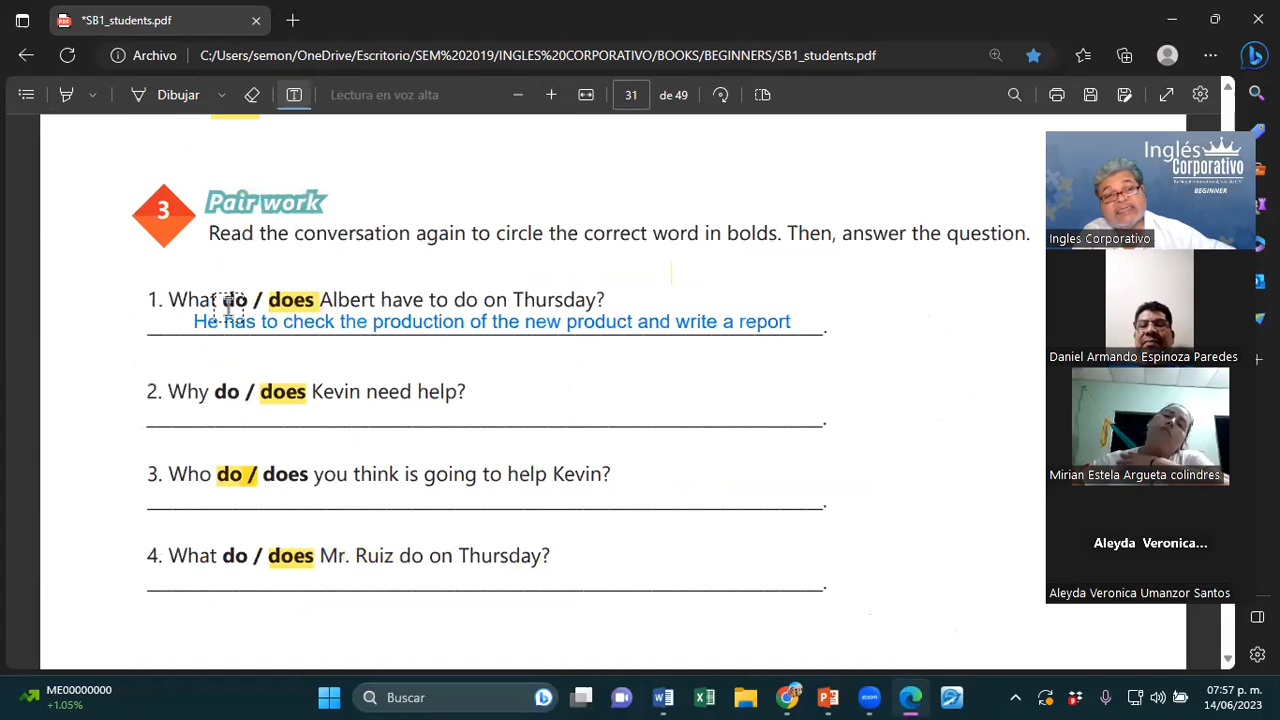 *SB1_students.pdf
Archivo
C:/Users/semon/OneDrive/Escritorio/SEM%202019/INGLES%20CORPORATIVO/BOOKS/BEGINNERS/SB1_students.pdf
Dibujar
Lectura en voz alta
31
de 49
3
Pair work
Read the conversation again to circle the correct word in bolds. Then, answer the question.
1. What do / does Albert have to do on Thursday?
He has to check the production of the new product and write a report
2. Why do / does Kevin need help?
3. Who do / does you think is going to help Kevin?
4. What do / does Mr. Ruiz do on Thursday?
Inglés
Corporativo
BEGINNER
Ingles Corporativo
Daniel Armando Espinoza Paredes
Mirian Estela Argueta colindres
Aleyda Veronica...
Aleyda Veronica Umanzor Santos
ME00000000
+1.05%
Buscar
07:57 p. m.
14/06/2023